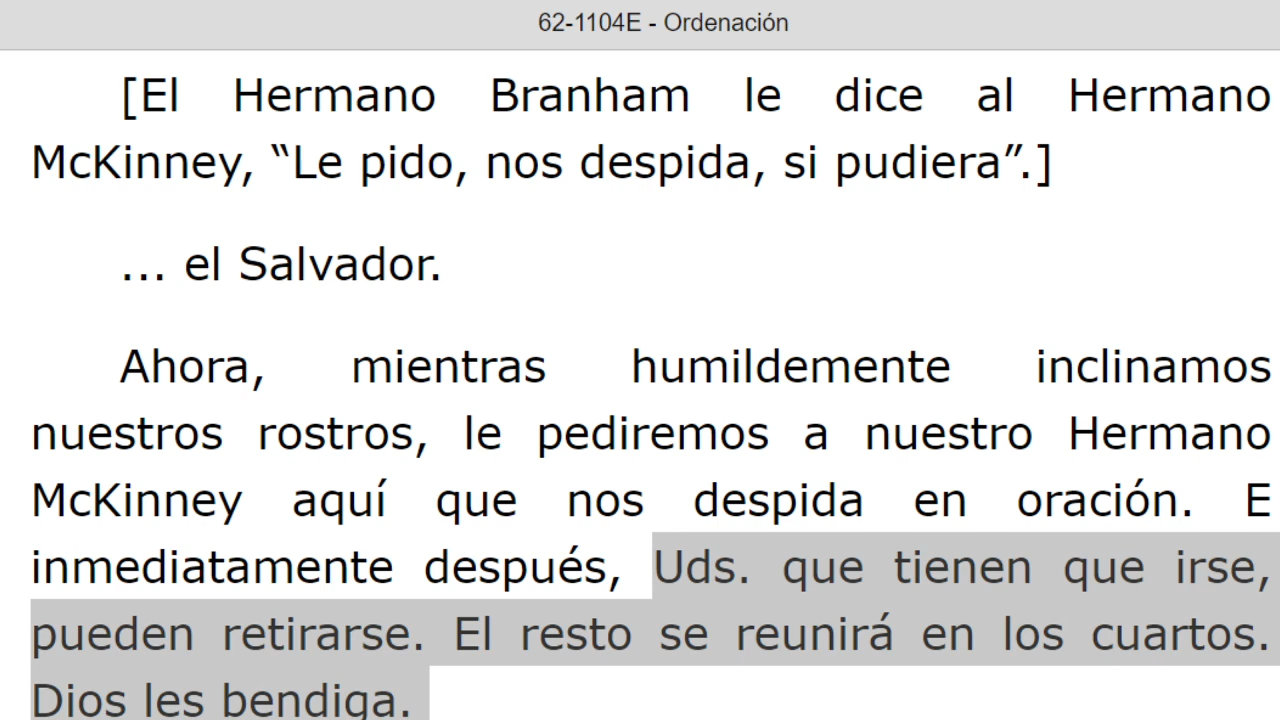 62-1104E - Ordenación
[El Hermano Branham le dice al Hermano
McKinney, “Le pido, nos despida, si pudiera”.]
... el Salvador.
Ahora, mientras humildemente inclinamos
nuestros rostros, le pediremos a nuestro Hermano
McKinney aquí que nos despida en oración. E
inmediatamente después, Uds. que tienen que irse,
pueden retirarse. El resto se reunirá en los cuartos.
Dios les bendiga.